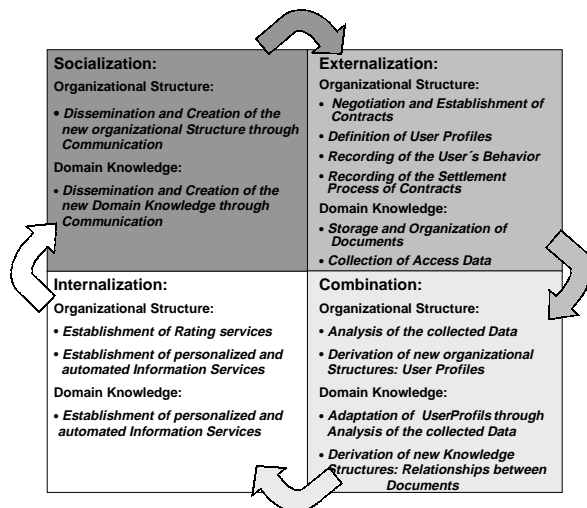 Socialization:
Organizational Structure:
• Dissemination and Creation of the
new organizational Structure through
Communication
Domain Knowledge:
• Dissemination and Creation of the
new Domain Knowledge through
Communication
Externalization:
Organizational Structure:
• Negotiation and Establishment of
Contracts
• Definition of User Profiles
• Recording of the User´s Behavior
• Recording of the Settlement
Process of Contracts
Domain Knowledge:
• Storage and Organization of
Documents
• Collection of Access Data
Internalization:
Organizational Structure:
• Establishment of Rating services
• Establishment of personalized and
automated Information Services
Domain Knowledge:
• Establishment of personalized and
automated Information Services
Combination:
Organizational Structure:
• Analysis of the collected Data
• Derivation of new organizational
Structures: User Profiles
Domain Knowledge:
• Adaptation of UserProfils through
Analysis of the collected Data
• Derivation of new Knowledge
Structures: Relationships between
Documents